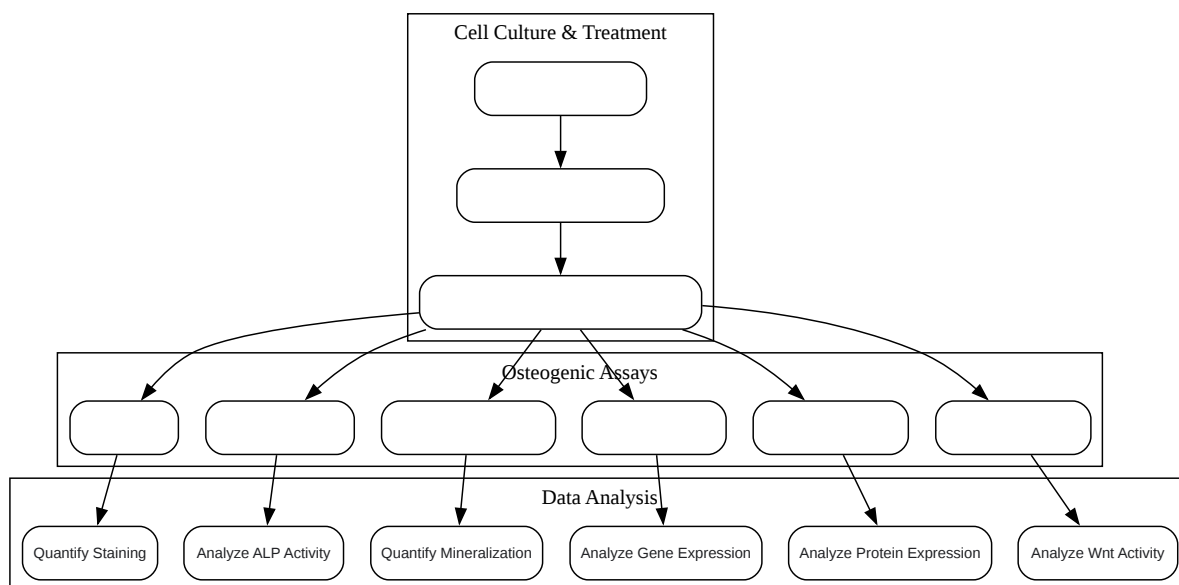 Cell Culture & Treatment
Osteogenic Assays
Data Analysis
Quantify Staining
Analyze ALP Activity
Quantify Mineralization
Analyze Gene Expression
Analyze Protein Expression
Analyze Wnt Activity